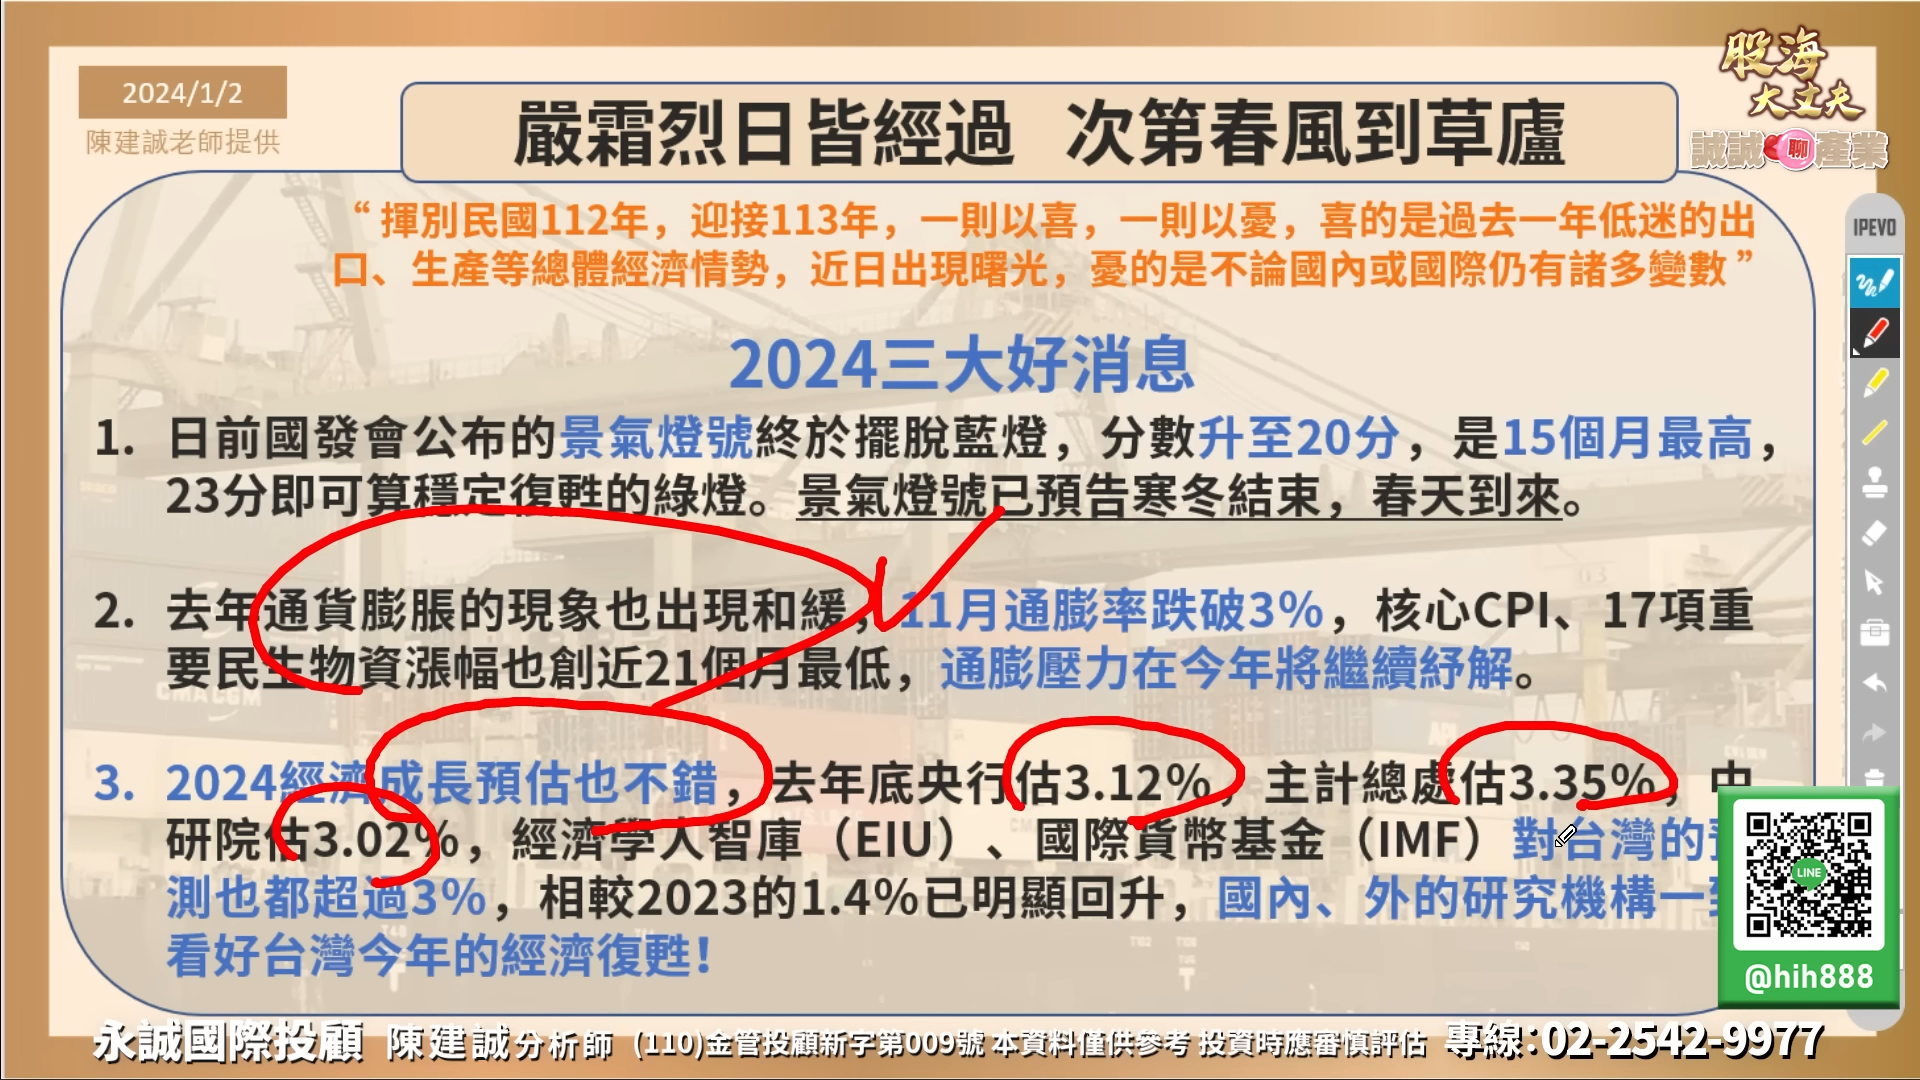 2024/1/2
陳建誠老師提供
嚴霜烈日皆經過 次第春風到草廬
股海
大丈夫
誠誠聊產業
IPEVO
“ 揮別民國112年，迎接113年，一則以喜，一則以憂，喜的是過去一年低迷的出
口、生產等總體經濟情勢，近日出現曙光，憂的是不論國內或國際仍有諸多變數 ”
2024三大好消息
1. 日前國發會公布的景氣燈號終於擺脫藍燈，分數升至20分，是15個月最高，
23分即可算穩定復甦的綠燈。景氣燈號已預告寒冬結束，春天到來。
2. 去年通貨膨脹的現象也出現和緩，11月通膨率跌破3%，核心CPI、17項重
要民生物資漲幅也創近21個月最低，通膨壓力在今年將繼續紓解。
3. 2024經濟成長預估也不錯，去年底央行估3.12%，主計總處估3.35%，中
研院估3.02%，經濟學人智庫（EIU）、國際貨幣基金（IMF）對台灣的預
測也都超過3%，相較2023的1.4%已明顯回升，國內、外的研究機構一致
看好台灣今年的經濟復甦！
LINE
@hih888
永誠國際投顧 陳建誠分析師 (110)金管投顧新字第009號 本資料僅供參考 投資時應審慎評估 專線:02-2542-9977